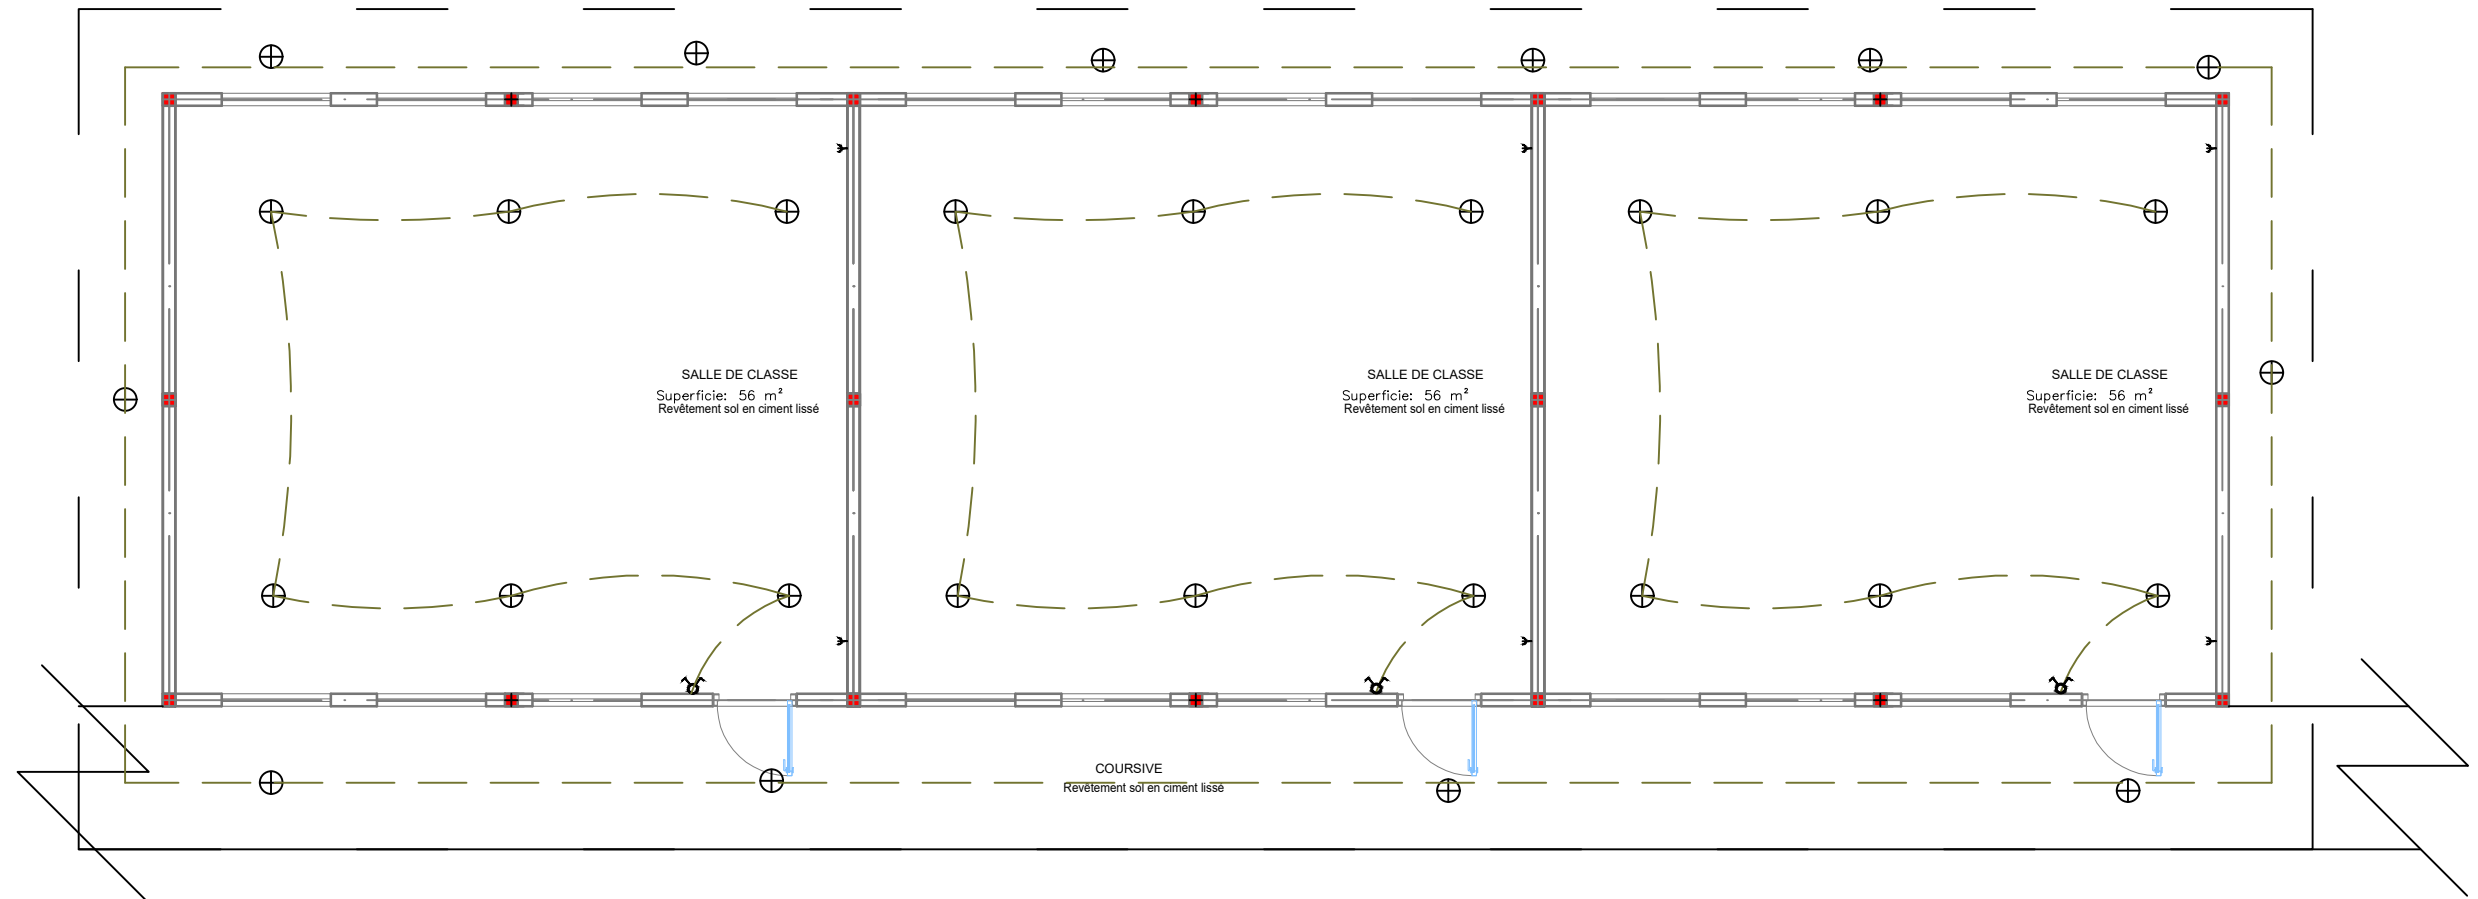 SALLE DE CLASSE
Superficie: 56 m²
Revêtement sol en ciment lissé
SALLE DE CLASSE
Superficie: 56 m²
Revêtement sol en ciment lissé
SALLE DE CLASSE
Superficie: 56 m²
Revêtement sol en ciment lissé
COURSIVE
Revêtement sol en ciment lissé